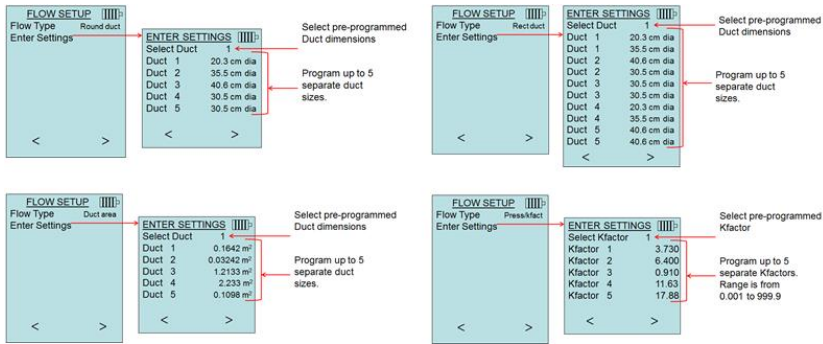 FLOW SETUP
Flow Type Round duct
Enter Settings
< >
ENTER SETTINGS
Select Duct 1
Duct 1 20.3 cm dia
Duct 2 35.5 cm dia
Duct 3 40.6 cm dia
Duct 4 30.5 cm dia
Duct 5 30.5 cm dia
< >
Select pre-programmed
Duct dimensions
Program up to 5
separate duct
sizes.
FLOW SETUP
Flow Type Rect duct
Enter Settings
< >
ENTER SETTINGS
Select Duct 1
Duct 1 20.3 cm dia
Duct 1 35.5 cm dia
Duct 2 40.6 cm dia
Duct 2 30.5 cm dia
Duct 3 30.5 cm dia
Duct 3 30.5 cm dia
Duct 4 20.3 cm dia
Duct 4 35.5 cm dia
Duct 5 40.6 cm dia
Duct 5 40.6 cm dia
< >
Select pre-programmed
Duct dimensions
Program up to 5
separate duct
sizes.
FLOW SETUP
Flow Type Duct area
Enter Settings
< >
ENTER SETTINGS
Select Duct 1
Duct 1 0.1642 m²
Duct 2 0.03242 m²
Duct 3 1.2133 m²
Duct 4 2.233 m²
Duct 5 0.1098 m²
< >
Select pre-programmed
Duct dimensions
Program up to 5
separate duct
sizes.
FLOW SETUP
Flow Type Press/kfact
Enter Settings
< >
ENTER SETTINGS
Select Kfactor 1
Kfactor 1 3.730
Kfactor 2 6.400
Kfactor 3 0.910
Kfactor 4 11.63
Kfactor 5 17.88
< >
Select pre-programmed
Kfactor
Program up to 5
separate Kfactors.
Range is from
0.001 to 999.9